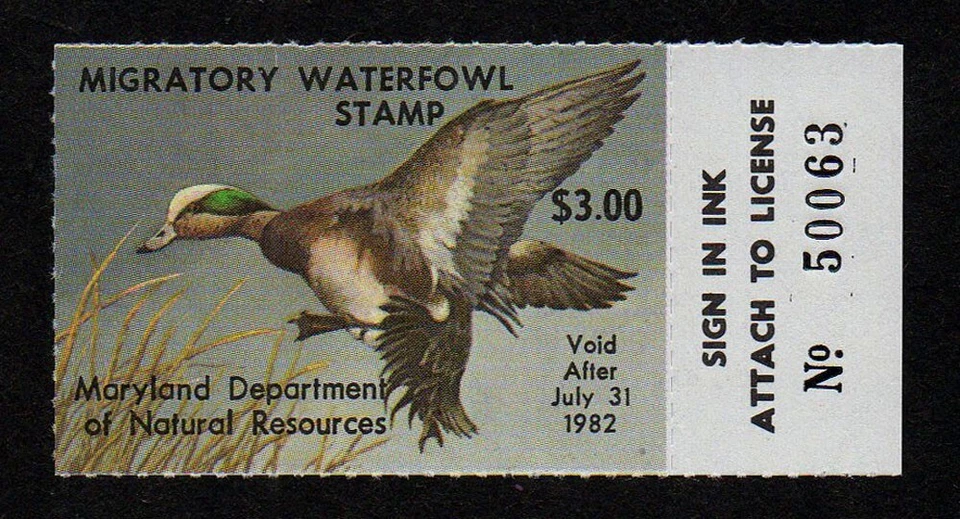 MIGRATORY WATERFOWL
STAMP
$3.00
Void
After
July 31
1982
Maryland Department
of Natural Resources
SIGN IN INK
ATTACH TO LICENSE
No 50063